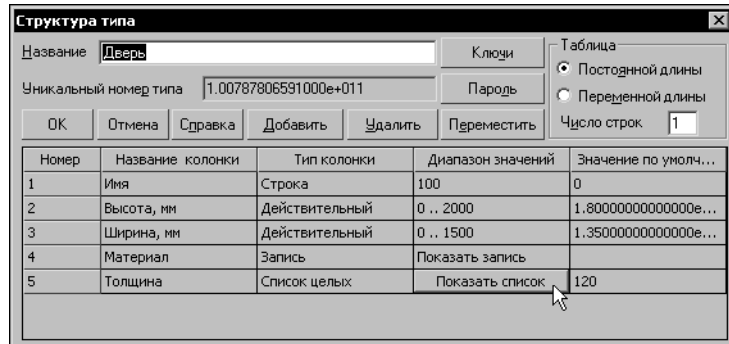 Структура типа
Название Дверь Ключи Таблица
Постоянной длины
Уникальный номер типа 1.00787806591000e+011 Пароль Переменной длины
OK Отмена Справка Добавить Удалить Переместить Число строк 1
Номер Название колонки Тип колонки Диапазон значений Значение по умолч...
1 Имя Строка 100 0
2 Высота, мм Действительный 0 .. 2000 1.80000000000000e...
3 Ширина, мм Действительный 0 .. 1500 1.35000000000000e...
4 Материал Запись Показать запись
5 Толщина Список целых Показать список 120